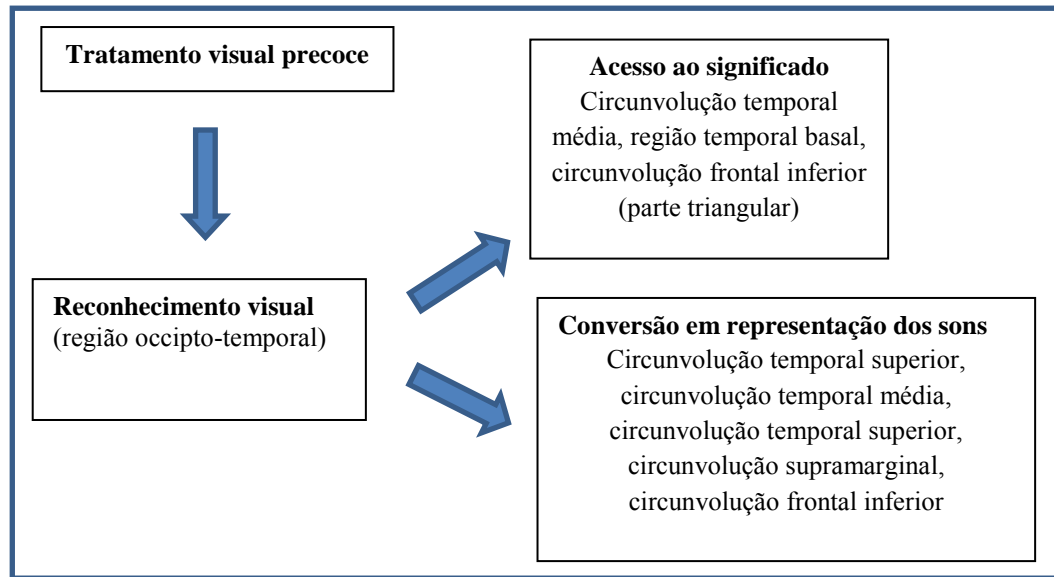 Tratamento visual precoce
Reconhecimento visual
(região occipto-temporal)
Acesso ao significado
Circunvolução temporal
média, região temporal basal,
circunvolução frontal inferior
(parte triangular)
Conversão em representação dos sons
Circunvolução temporal superior,
circunvolução temporal média,
circunvolução temporal superior,
circunvolução supramarginal,
circunvolução frontal inferior